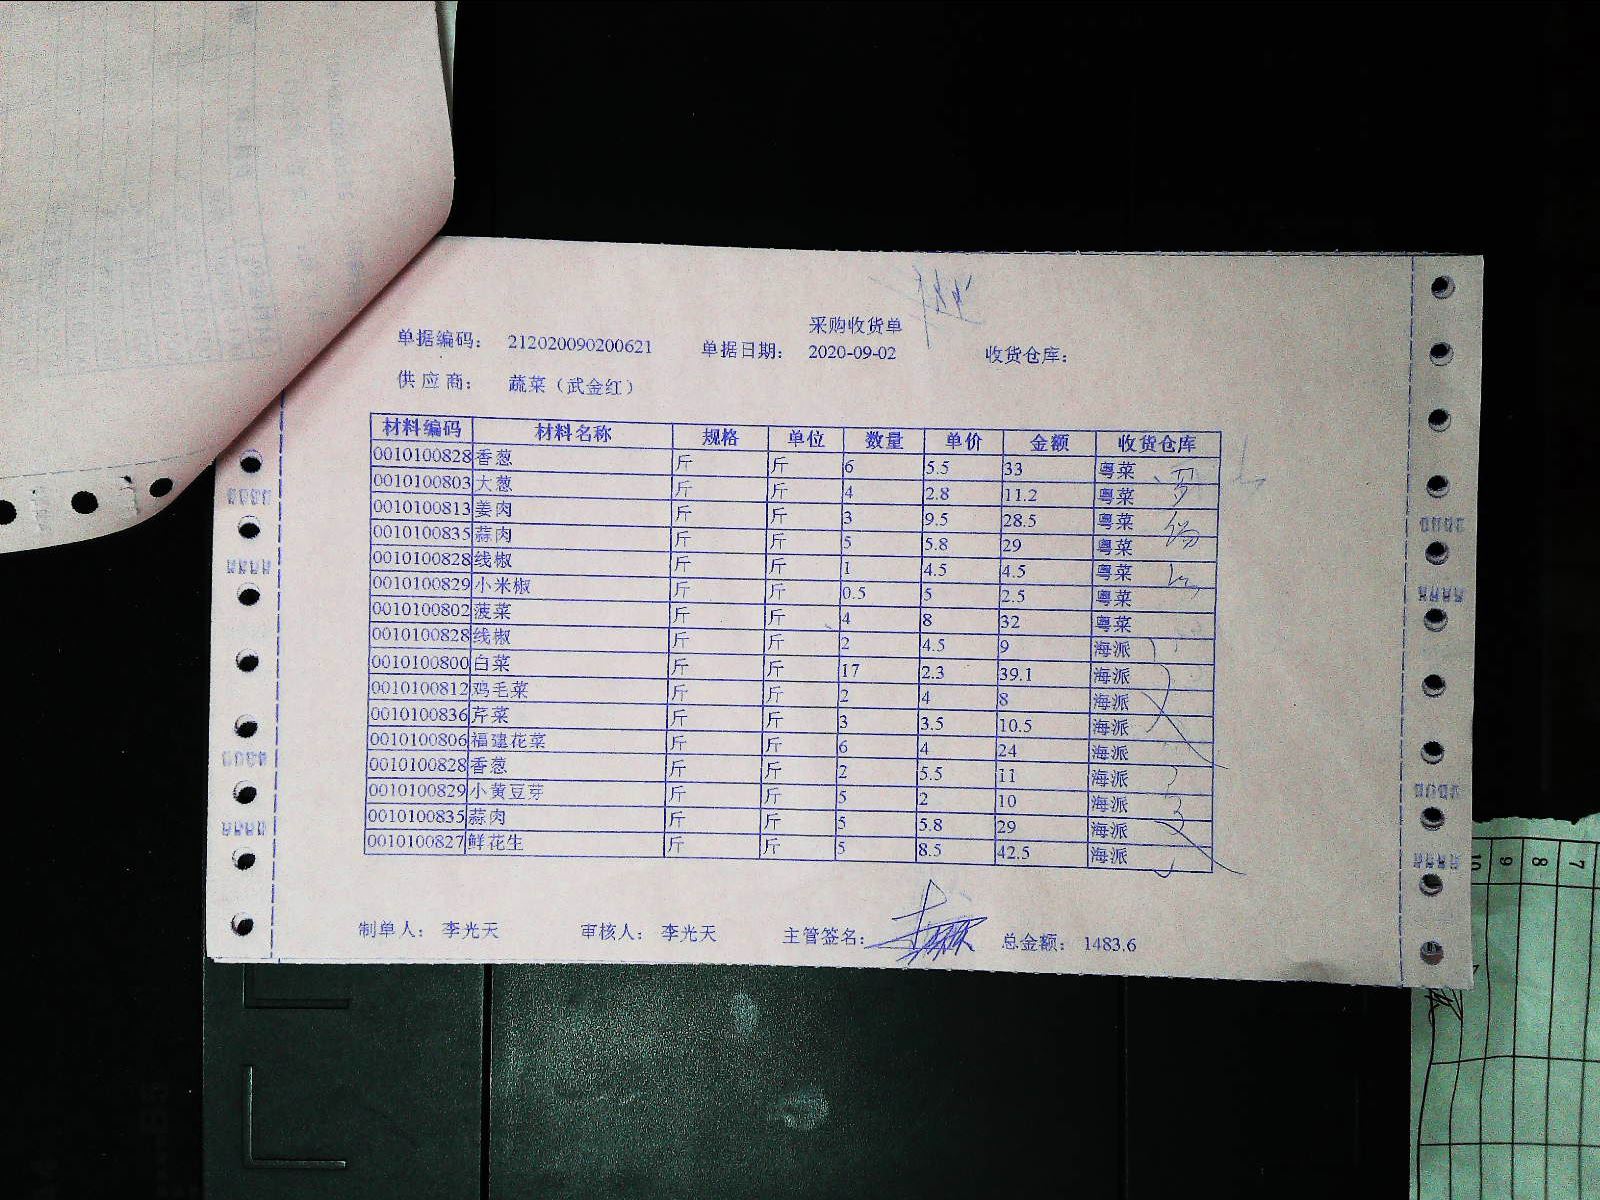 采购收货单
单据编码： 212020090200621 单据日期： 2020-09-02 收货仓库：
供 应 商： 蔬菜（武金红）
材料编码 材料名称 规格 单位 数量 单价 金额 收货仓库
0010100828 香葱 斤 斤 6 5.5 33 粤菜
0010100803 大葱 斤 斤 4 2.8 11.2 粤菜
0010100813 姜肉 斤 斤 3 9.5 28.5 粤菜
0010100835 蒜肉 斤 斤 5 5.8 29 粤菜
0010100828 线椒 斤 斤 1 4.5 4.5 粤菜
0010100829 小米椒 斤 斤 0.5 5 2.5 粤菜
0010100802 菠菜 斤 斤 4 8 32 粤菜
0010100828 线椒 斤 斤 2 4.5 9 海派
0010100800 白菜 斤 斤 17 2.3 39.1 海派
0010100812 鸡毛菜 斤 斤 2 4 8 海派
0010100836 芹菜 斤 斤 3 3.5 10.5 海派
0010100806 福建花菜 斤 斤 6 4 24 海派
0010100828 香葱 斤 斤 2 5.5 11 海派
0010100829 小黄豆芽 斤 斤 5 2 10 海派
0010100835 蒜肉 斤 斤 5 5.8 29 海派
0010100827 鲜花生 斤 斤 5 8.5 42.5 海派
制单人： 李光天 审核人： 李光天 主管签名： 总金额： 1483.6
10 9 8 7